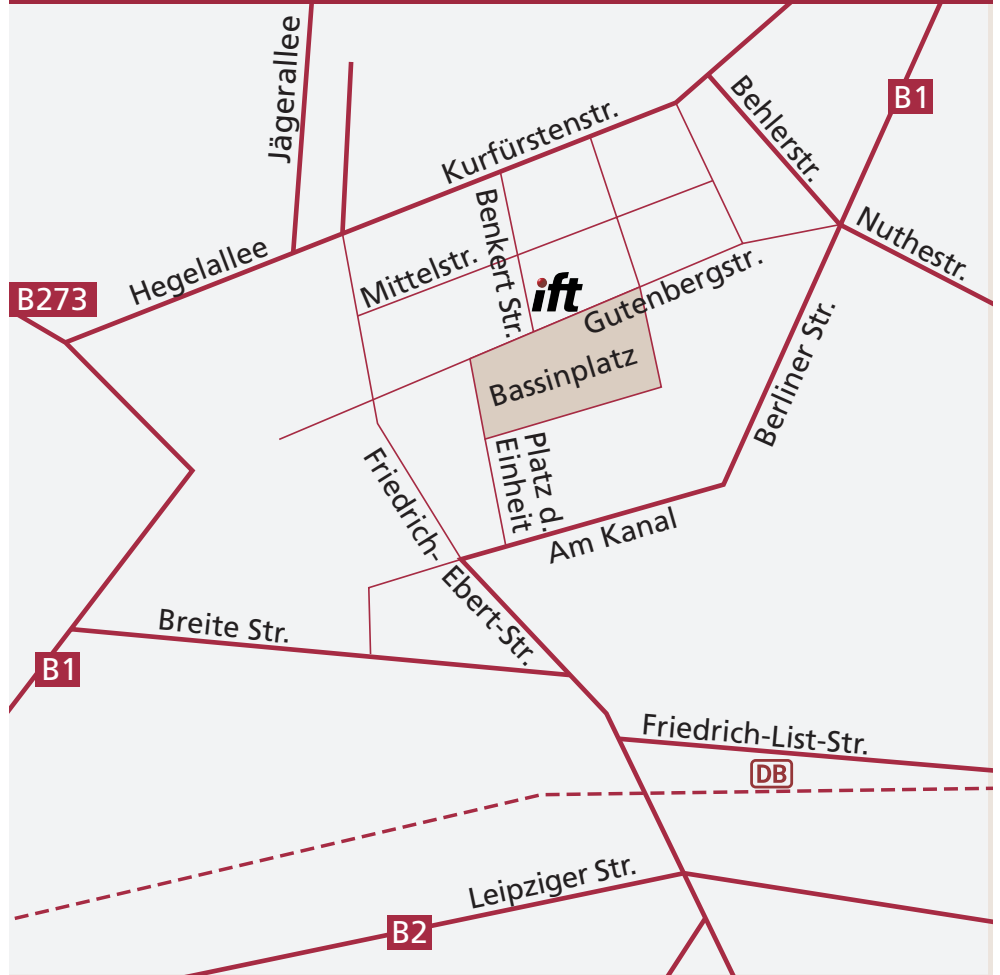 Jägerallee
B1
Behlerstr.
Kurfürstenstr.
Benkert Str.
Nuthestr.
Hegelallee
Mittelstr.
B273
ift
Gutenbergstr.
Bassinplatz
Berliner Str.
Platz d.
Einheit
Friedrich-
Ebert-Str.
Am Kanal
Breite Str.
B1
Friedrich-List-Str.
DB
Leipziger Str.
B2